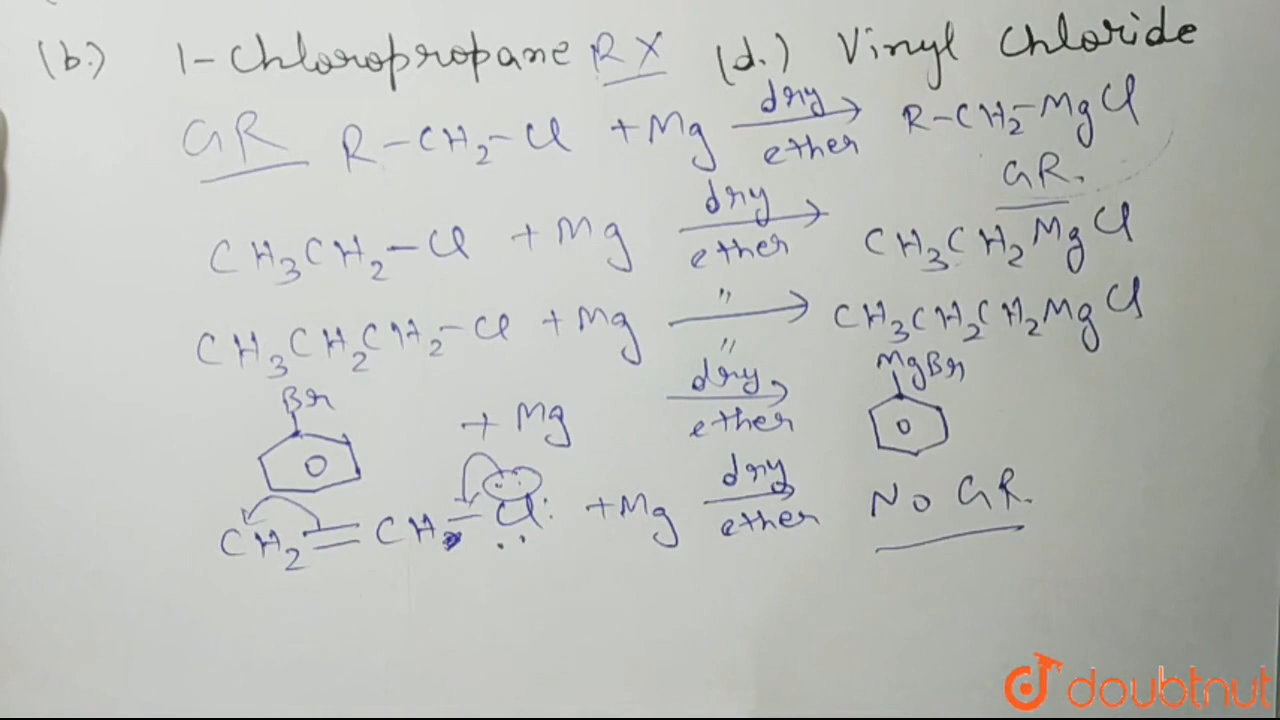 (b.) 1-Chloropropane RX (d.) Vinyl Chloride
GR R-CH2-Cl + Mg dry ether → R-CH2-MgCl
GR.
CH3CH2-Cl + Mg dry ether → CH3CH2MgCl
CH3CH2CH2-Cl + Mg " " → CH3CH2CH2MgCl
Br + Mg dry ether → MgBr
CH2=CH-Cl: + Mg dry ether → No GR.
doubtnut